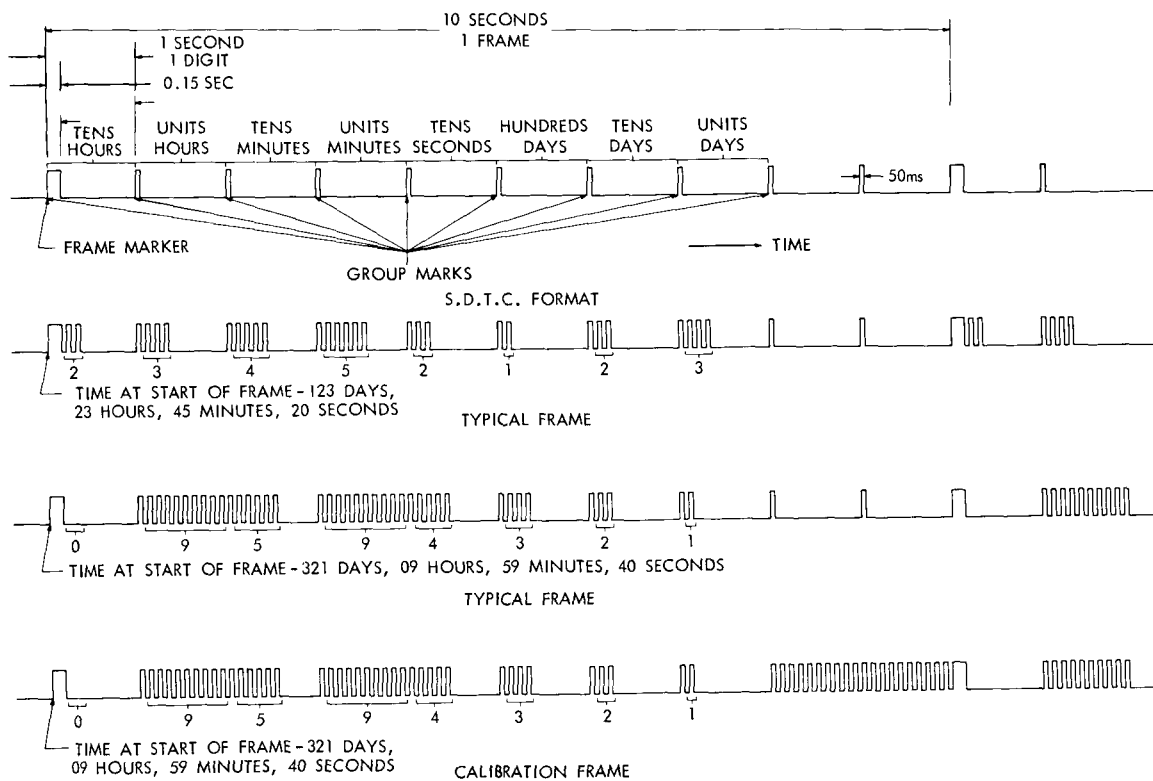 10 SECONDS
1 FRAME
1 SECOND
1 DIGIT
0.15 SEC
TENS HOURS
UNITS HOURS
TENS MINUTES
UNITS MINUTES
TENS SECONDS
HUNDREDS DAYS
TENS DAYS
UNITS DAYS
50ms
FRAME MARKER
TIME
GROUP MARKS
S.D.T.C. FORMAT
2 3 4 5 2 1 2 3
TIME AT START OF FRAME-123 DAYS,
23 HOURS, 45 MINUTES, 20 SECONDS
TYPICAL FRAME
0 9 5 9 4 3 2 1
TIME AT START OF FRAME-321 DAYS, 09 HOURS, 59 MINUTES, 40 SECONDS
TYPICAL FRAME
0 9 5 9 4 3 2 1
TIME AT START OF FRAME-321 DAYS,
09 HOURS, 59 MINUTES, 40 SECONDS
CALIBRATION FRAME